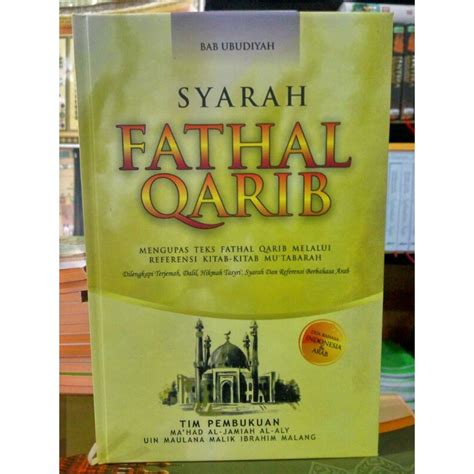 BAB UBUDIYAH
SYARAH
FATHAL
QARIB
MENGUPAS TEKS FATHAL QARIB MELALUI
REFERENSI KITAB-KITAB MU'TABARAH
Dilengkapi Terjemah, Dalil, Hikmah Tasyri', Syarah Dan Referensi Berbahasa Arab
DUA BAHASA
INDONESIA
&
ARAB
TIM PEMBUKUAN
MA'HAD AL-JAMIAH AL-ALY
UIN MAULANA MALIK IBRAHIM MALANG